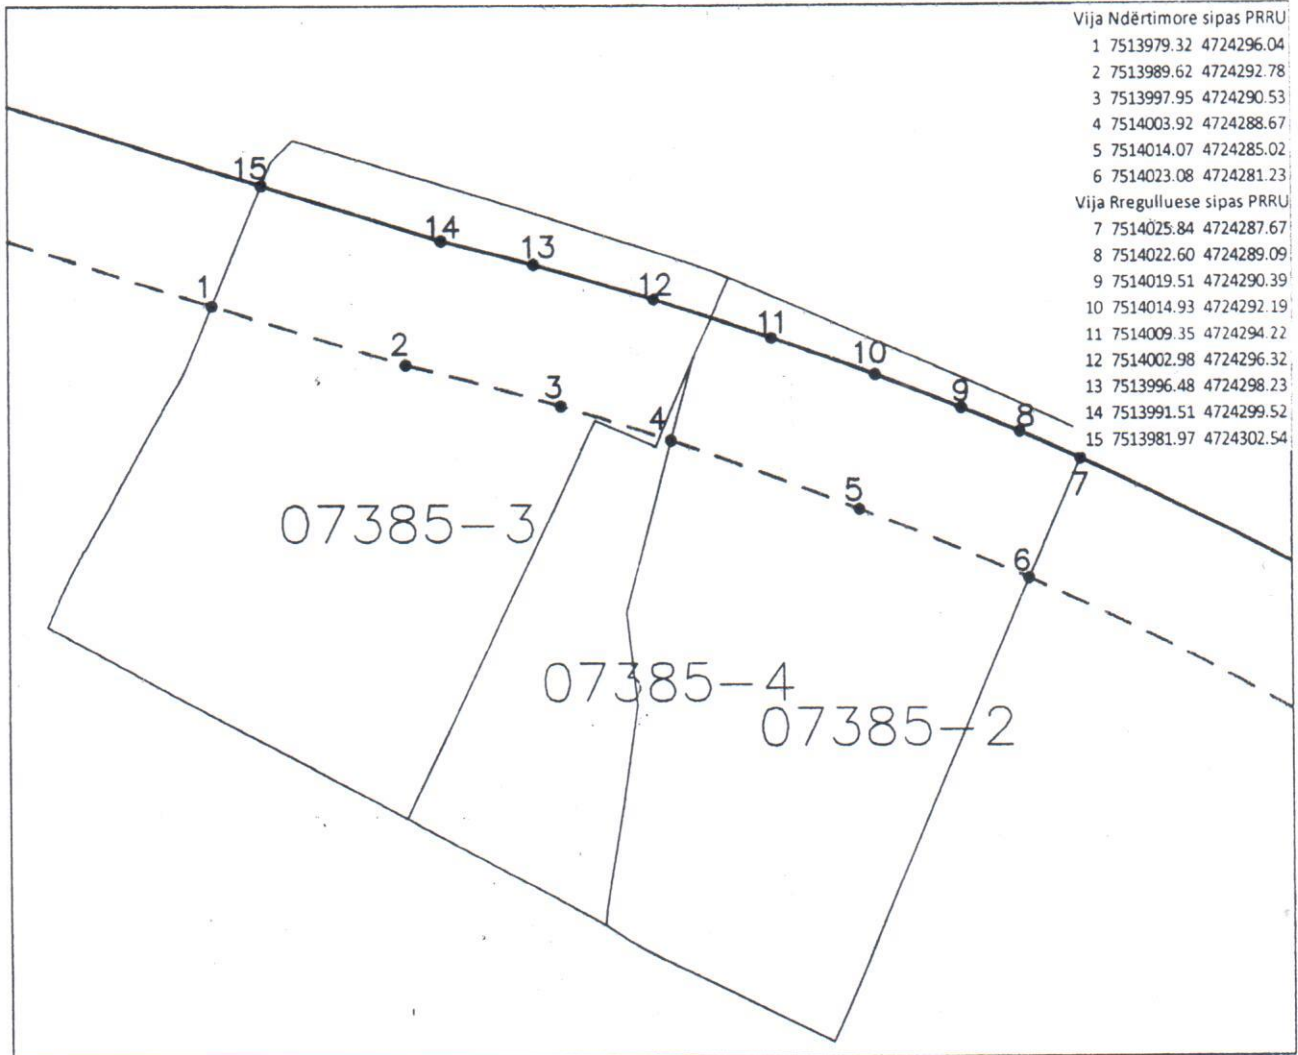 Vija Ndërtimore sipas PRRU
1 7513979.32 4724296.04
2 7513989.62 4724292.78
3 7513997.95 4724290.53
4 7514003.92 4724288.67
5 7514014.07 4724285.02
6 7514023.08 4724281.23
Vija Rregulluese sipas PRRU
7 7514025.84 4724287.67
8 7514022.60 4724289.09
9 7514019.51 4724290.39
10 7514014.93 4724292.19
11 7514009.35 4724294.22
12 7514002.98 4724296.32
13 7513996.48 4724298.23
14 7513991.51 4724299.52
15 7513981.97 4724302.54
15
14
13
12
11
10
9
8
7
1
2
3
4
5
6
07385-3
07385-4
07385-2